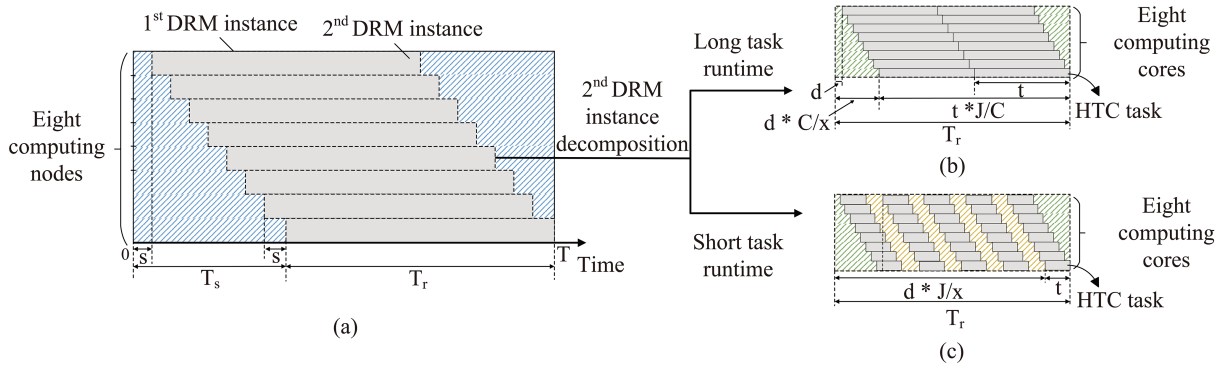 1st DRM instance
2nd DRM instance
Eight
computing
nodes
0
s
s
T
Time
Ts
Tr
(a)
2nd DRM
instance
decomposition
Long task
runtime
Short task
runtime
d
t
d * C/x
t *J/C
Tr
HTC task
Eight
computing
cores
(b)
Eight
computing
cores
d * J/x
t
HTC task
Tr
(c)